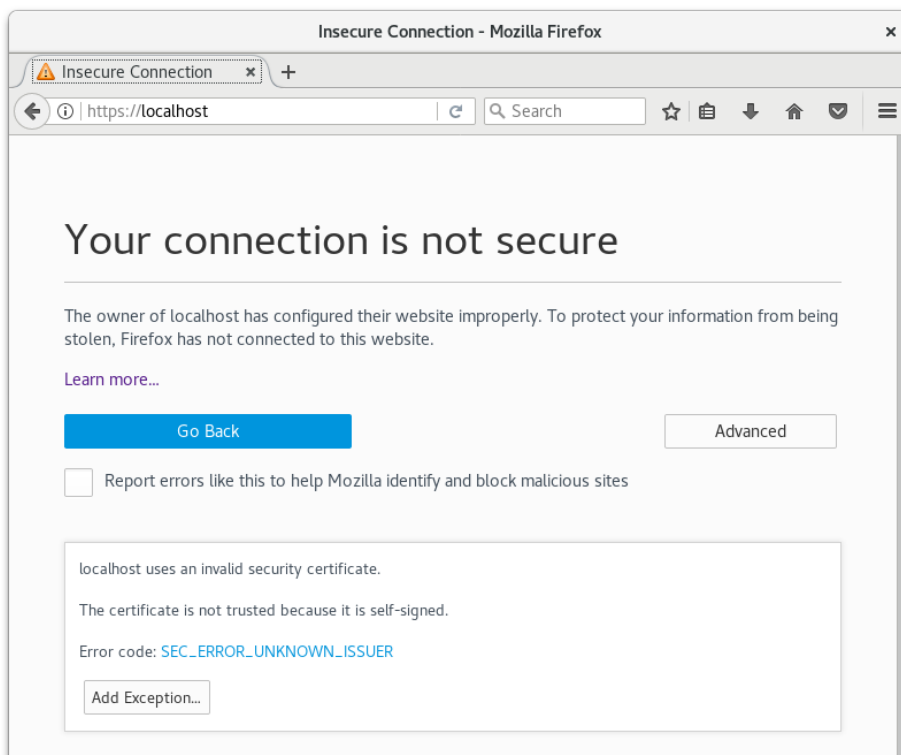 Insecure Connection - Mozilla Firefox
Insecure Connection
https://localhost
Search
Your connection is not secure
The owner of localhost has configured their website improperly. To protect your information from being
stolen, Firefox has not connected to this website.
Learn more...
Go Back
Advanced
Report errors like this to help Mozilla identify and block malicious sites
localhost uses an invalid security certificate.
The certificate is not trusted because it is self-signed.
Error code: SEC_ERROR_UNKNOWN_ISSUER
Add Exception...